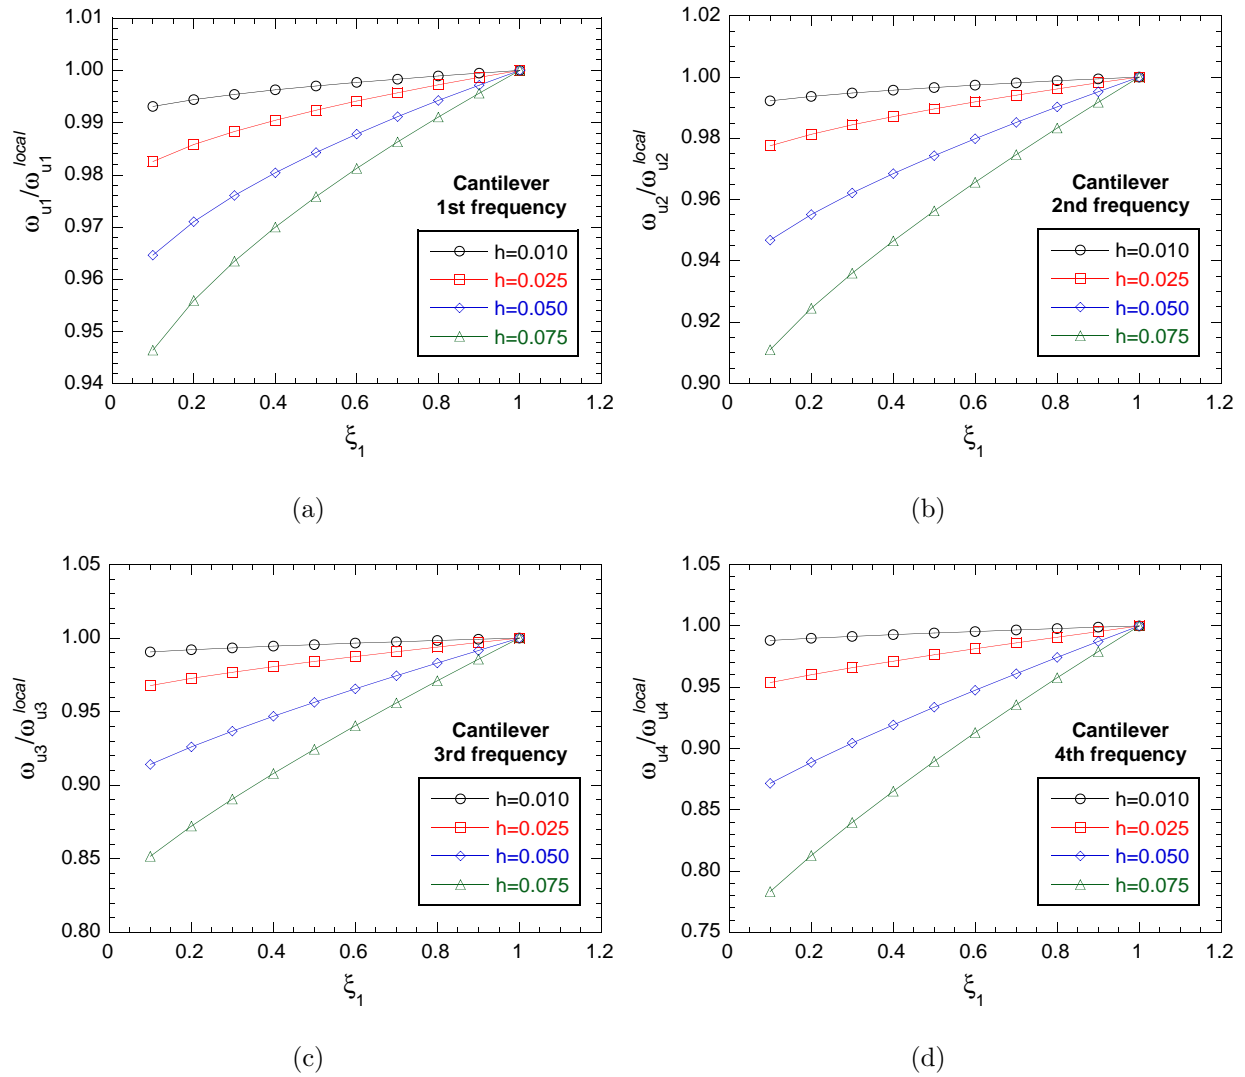 1.01
1.00
0.99
0.98
0.97
0.96
0.95
0.94
ω_u1/ω_u1^local
0 0.2 0.4 0.6 0.8 1 1.2
ξ_1
Cantilever
1st frequency
h=0.010
h=0.025
h=0.050
h=0.075
(a)
1.02
1.00
0.98
0.96
0.94
0.92
0.90
ω_u2/ω_u2^local
0 0.2 0.4 0.6 0.8 1 1.2
ξ_1
Cantilever
2nd frequency
h=0.010
h=0.025
h=0.050
h=0.075
(b)
1.05
1.00
0.95
0.90
0.85
0.80
ω_u3/ω_u3^local
0 0.2 0.4 0.6 0.8 1 1.2
ξ_1
Cantilever
3rd frequency
h=0.010
h=0.025
h=0.050
h=0.075
(c)
1.05
1.00
0.95
0.90
0.85
0.80
0.75
ω_u4/ω_u4^local
0 0.2 0.4 0.6 0.8 1 1.2
ξ_1
Cantilever
4th frequency
h=0.010
h=0.025
h=0.050
h=0.075
(d)